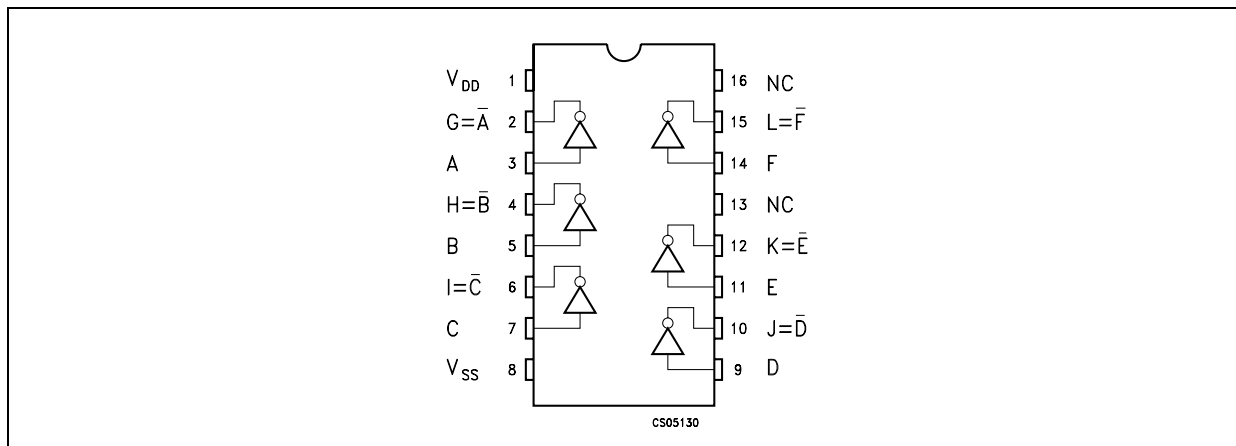 V_DD 1 16 NC
G=A̅ 2 15 L=F̅
A 3 14 F
H=B̅ 4 13 NC
B 5 12 K=E̅
I=C̅ 6 11 E
C 7 10 J=D̅
V_SS 8 9 D
CS05130